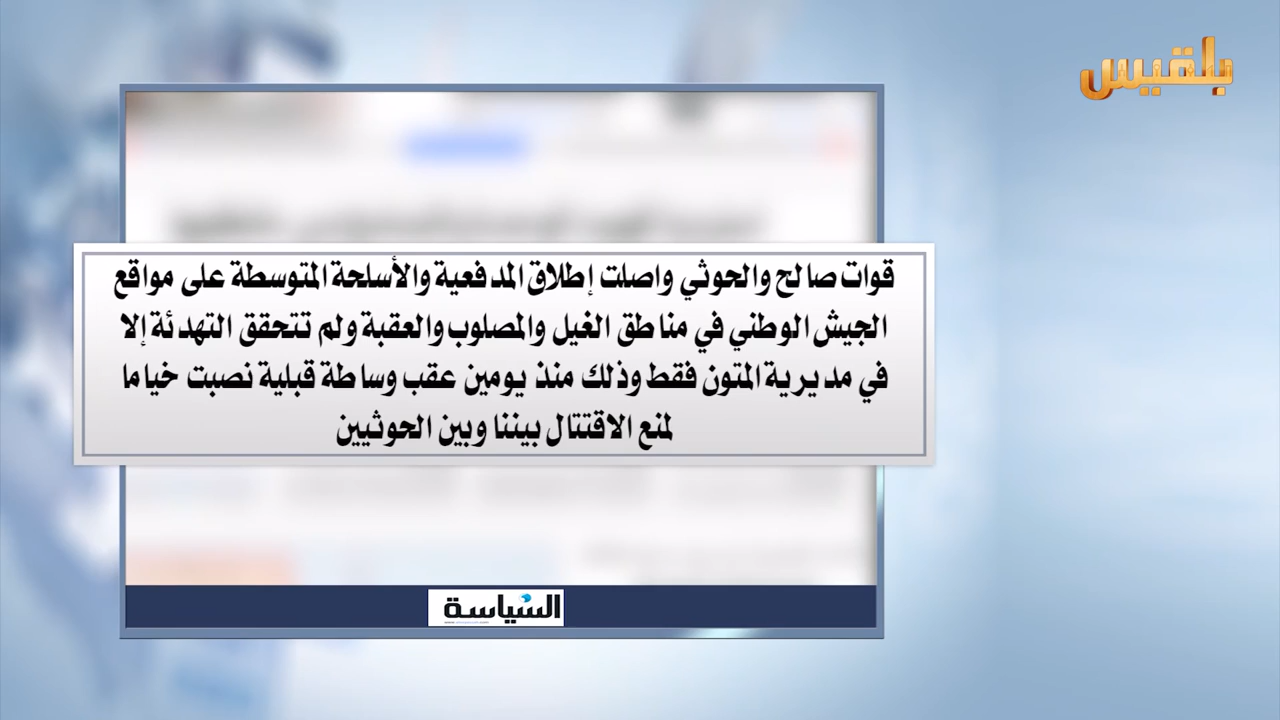 بلقيس
قوات صالح والحوثي واصلت إطلاق المدفعية والأسلحة المتوسطة على مواقع
الجيش الوطني في مناطق الغيل والمصلوب والعقبة ولم تتحقق التهدئة إلا
في مديرية المتون فقط وذلك منذ يومين عقب وساطة قبلية نصبت خياما
لمنع الاقتتال بيننا وبين الحوثيين
السياسة